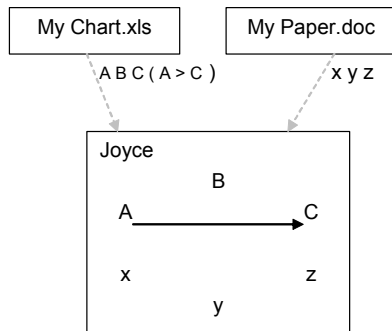 My Chart.xls
My Paper.doc
A B C ( A > C )
x y z
Joyce
B
A C
x z
y